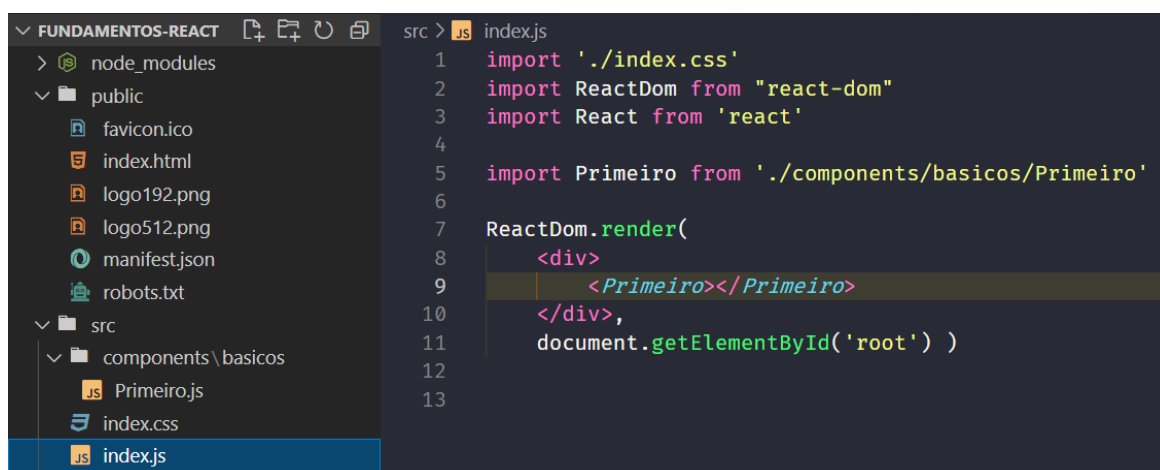 FUNDAMENTOS-REACT
node_modules
public
favicon.ico
index.html
logo192.png
logo512.png
manifest.json
robots.txt
src
components\basicos
JS Primeiro.js
index.css
JS index.js
src > JS index.js
1 import './index.css'
2 import ReactDom from "react-dom"
3 import React from 'react'
4
5 import Primeiro from './components/basicos/Primeiro'
6
7 ReactDom.render(
8 <div>
9 <Primeiro></Primeiro>
10 </div>,
11 document.getElementById('root') )
12
13